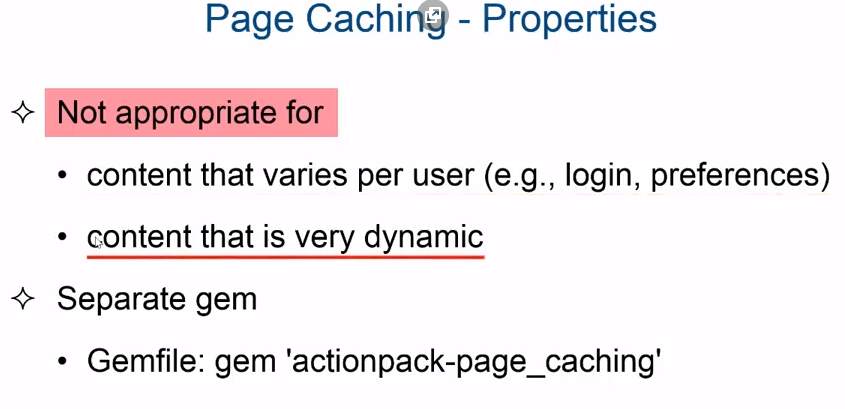 Page Caching - Properties
Not appropriate for
content that varies per user (e.g., login, preferences)
content that is very dynamic
Separate gem
Gemfile: gem 'actionpack-page_caching'